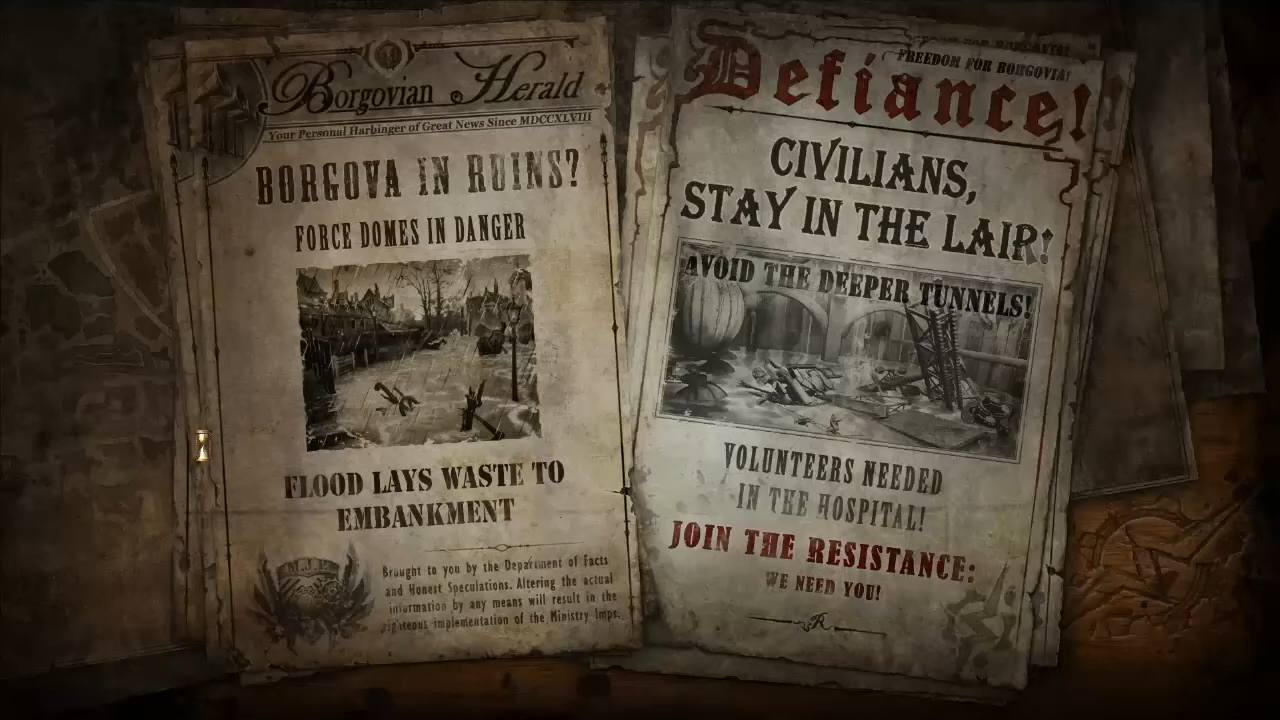 Borgovian Herald
Your Personal Harbinger of Great News Since MDCCXLVIII
BORGOVA IN RUINS?
FORCE DOMES IN DANGER
FLOOD LAYS WASTE TO
EMBANKMENT
Brought to you by the Department of Facts
and Honest Speculations. Altering the actual
information by any means will result in the
righteous implementation of the Ministry Imps.
FREEDOM FOR BORGOVIA!
Defiance!
CIVILIANS,
STAY IN THE LAIR!
AVOID THE DEEPER TUNNELS!
VOLUNTEERS NEEDED
IN THE HOSPITAL!
JOIN THE RESISTANCE:
WE NEED YOU!
R